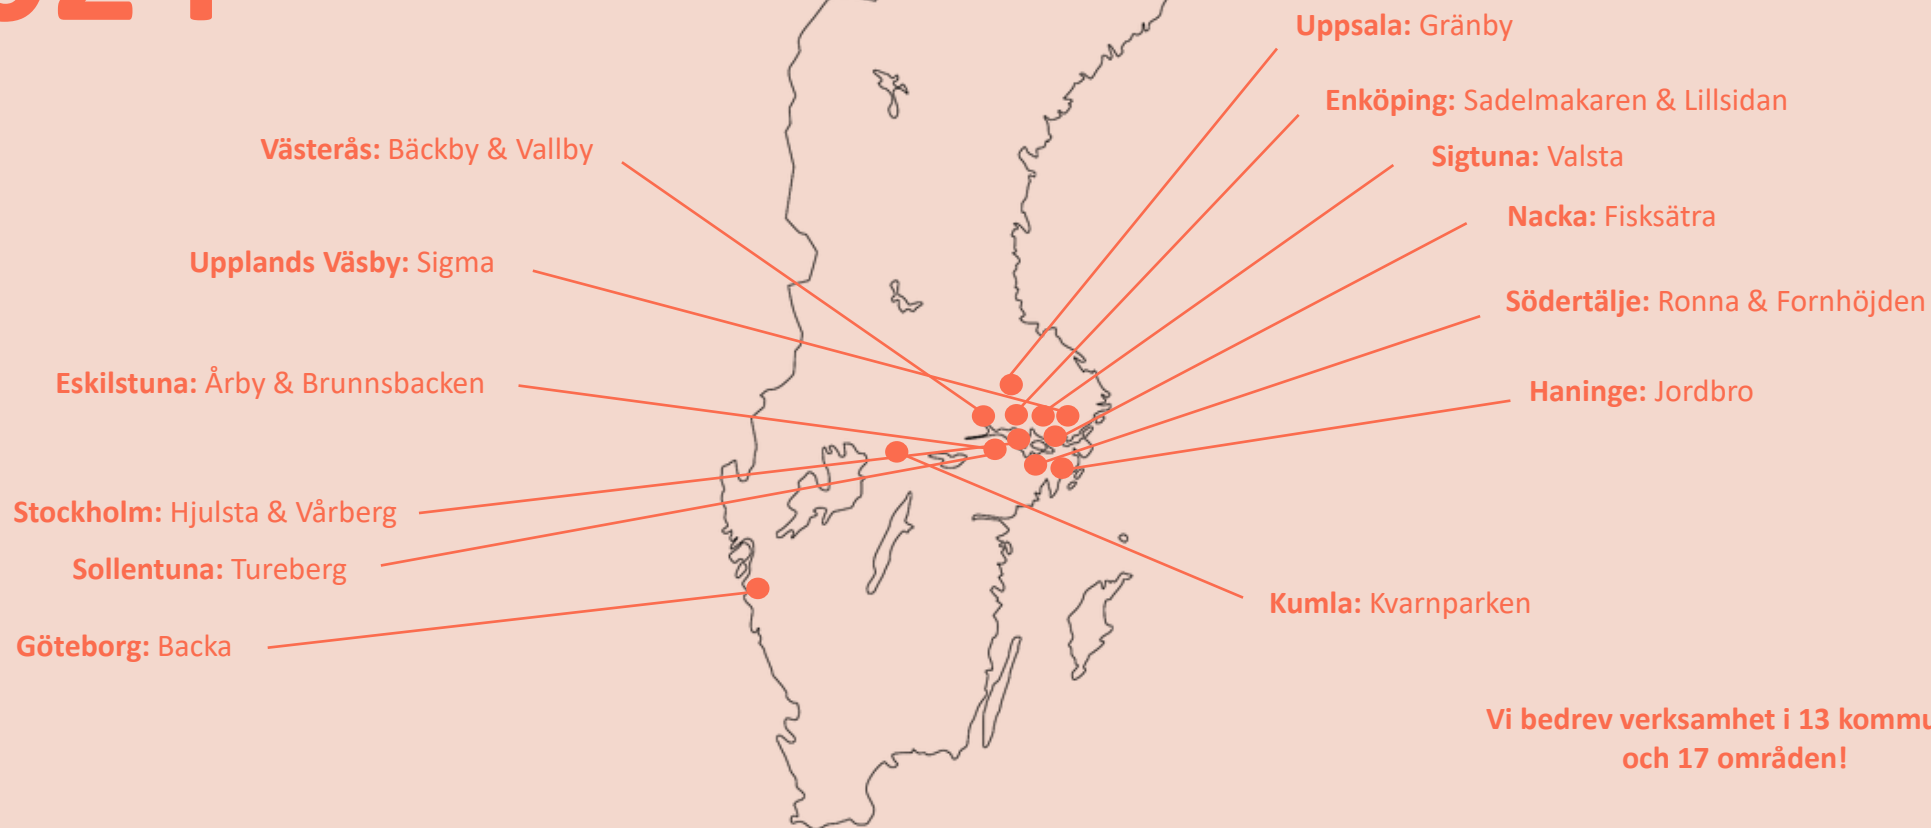 Uppsala: Gränby
Enköping: Sadelmakaren & Lillsidan
Västerås: Bäckby & Vallby
Sigtuna: Valsta
Nacka: Fisksätra
Upplands Väsby: Sigma
Södertälje: Ronna & Fornhöjden
Eskilstuna: Årby & Brunnsbacken
Haninge: Jordbro
Stockholm: Hjulsta & Vårberg
Sollentuna: Tureberg
Kumla: Kvarnparken
Göteborg: Backa
Vi bedrev verksamhet i 13 kommu
och 17 områden!